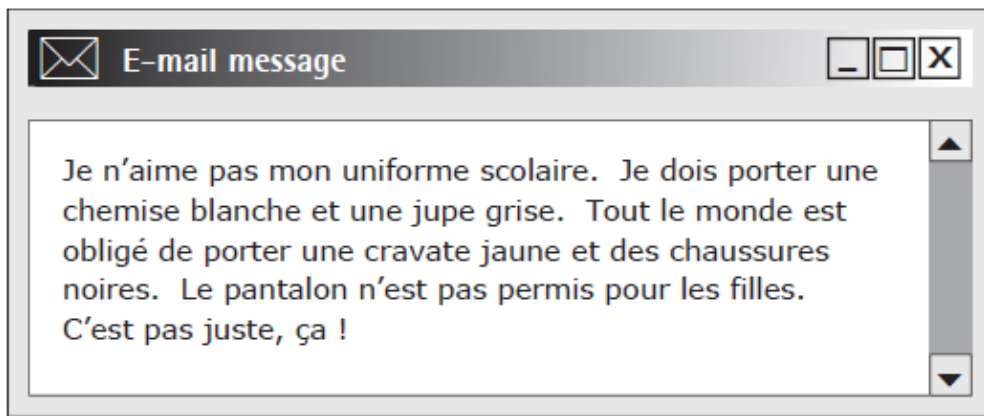 E-mail message
Je n’aime pas mon uniforme scolaire.  Je dois porter une
chemise blanche et une jupe grise.  Tout le monde est
obligé de porter une cravate jaune et des chaussures
noires.  Le pantalon n’est pas permis pour les filles.
C’est pas juste, ça !